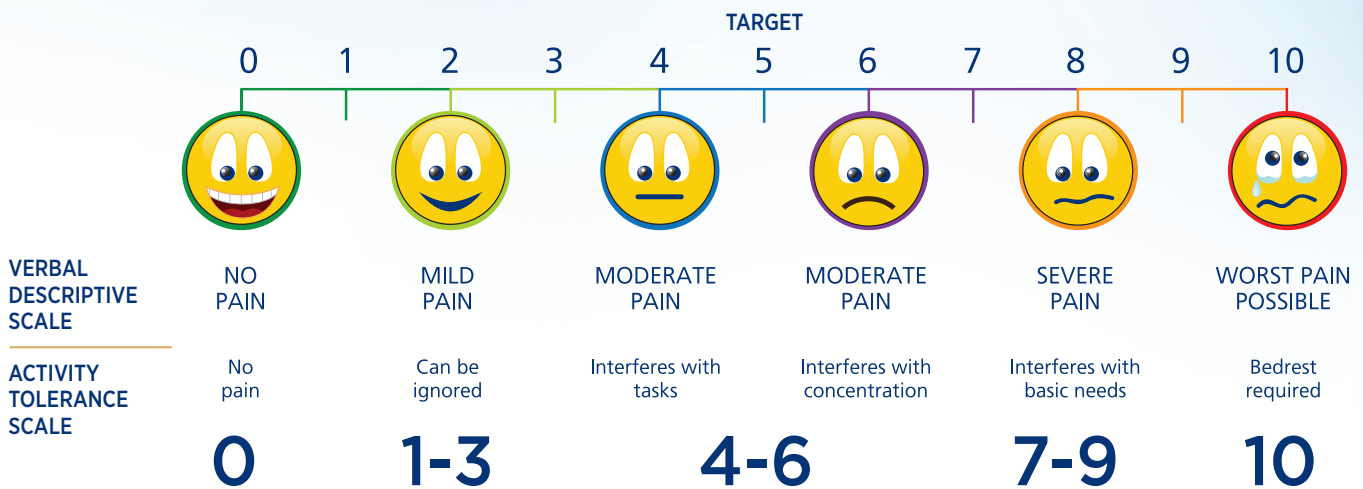 TARGET
0 1 2 3 4 5 6 7 8 9 10
VERBAL
DESCRIPTIVE
SCALE
NO
PAIN
MILD
PAIN
MODERATE
PAIN
MODERATE
PAIN
SEVERE
PAIN
WORST PAIN
POSSIBLE
ACTIVITY
TOLERANCE
SCALE
No
pain
Can be
ignored
Interferes with
tasks
Interferes with
concentration
Interferes with
basic needs
Bedrest
required
0 1-3 4-6 7-9 10